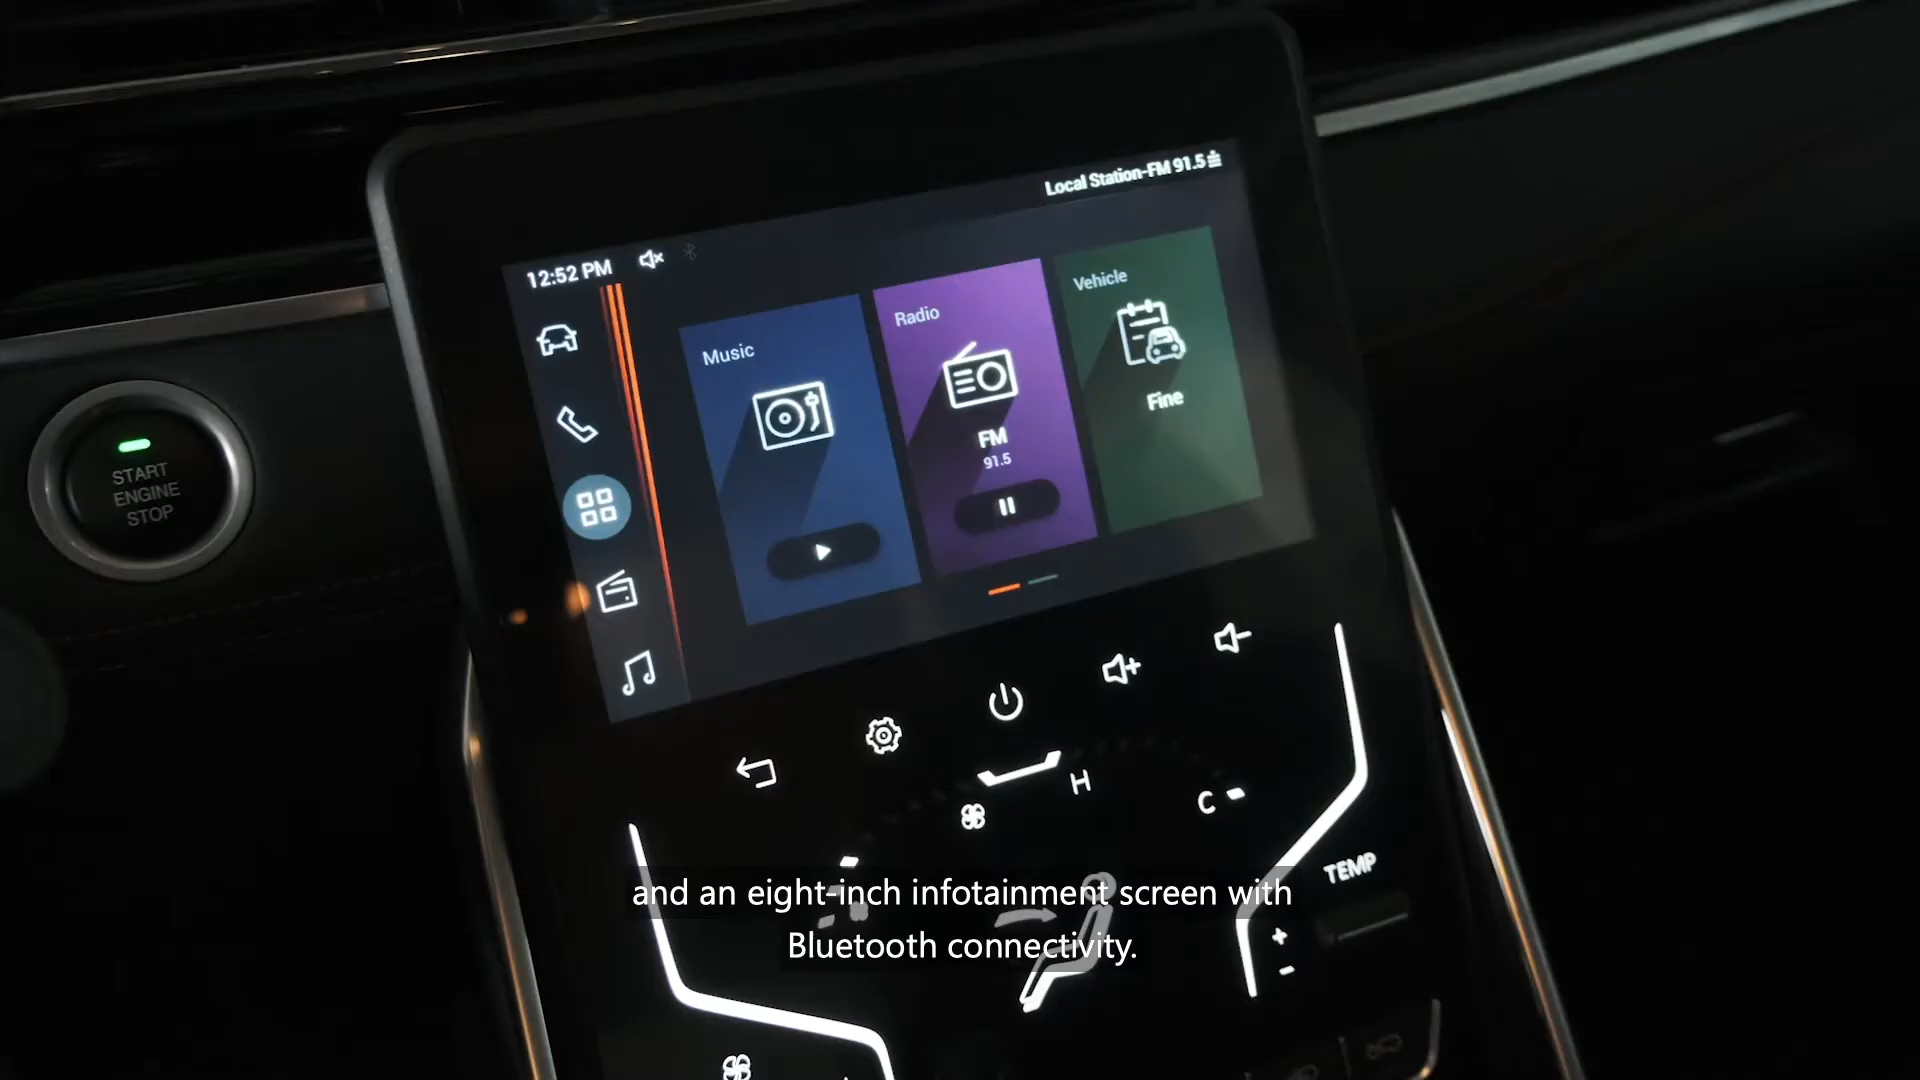 Local Station-FM 91.5
12:52 PM
Music
Radio
FM
91.5
Vehicle
Fine
START
ENGINE
STOP
H
C
TEMP
+
-
and an eight-inch infotainment screen with
Bluetooth connectivity.